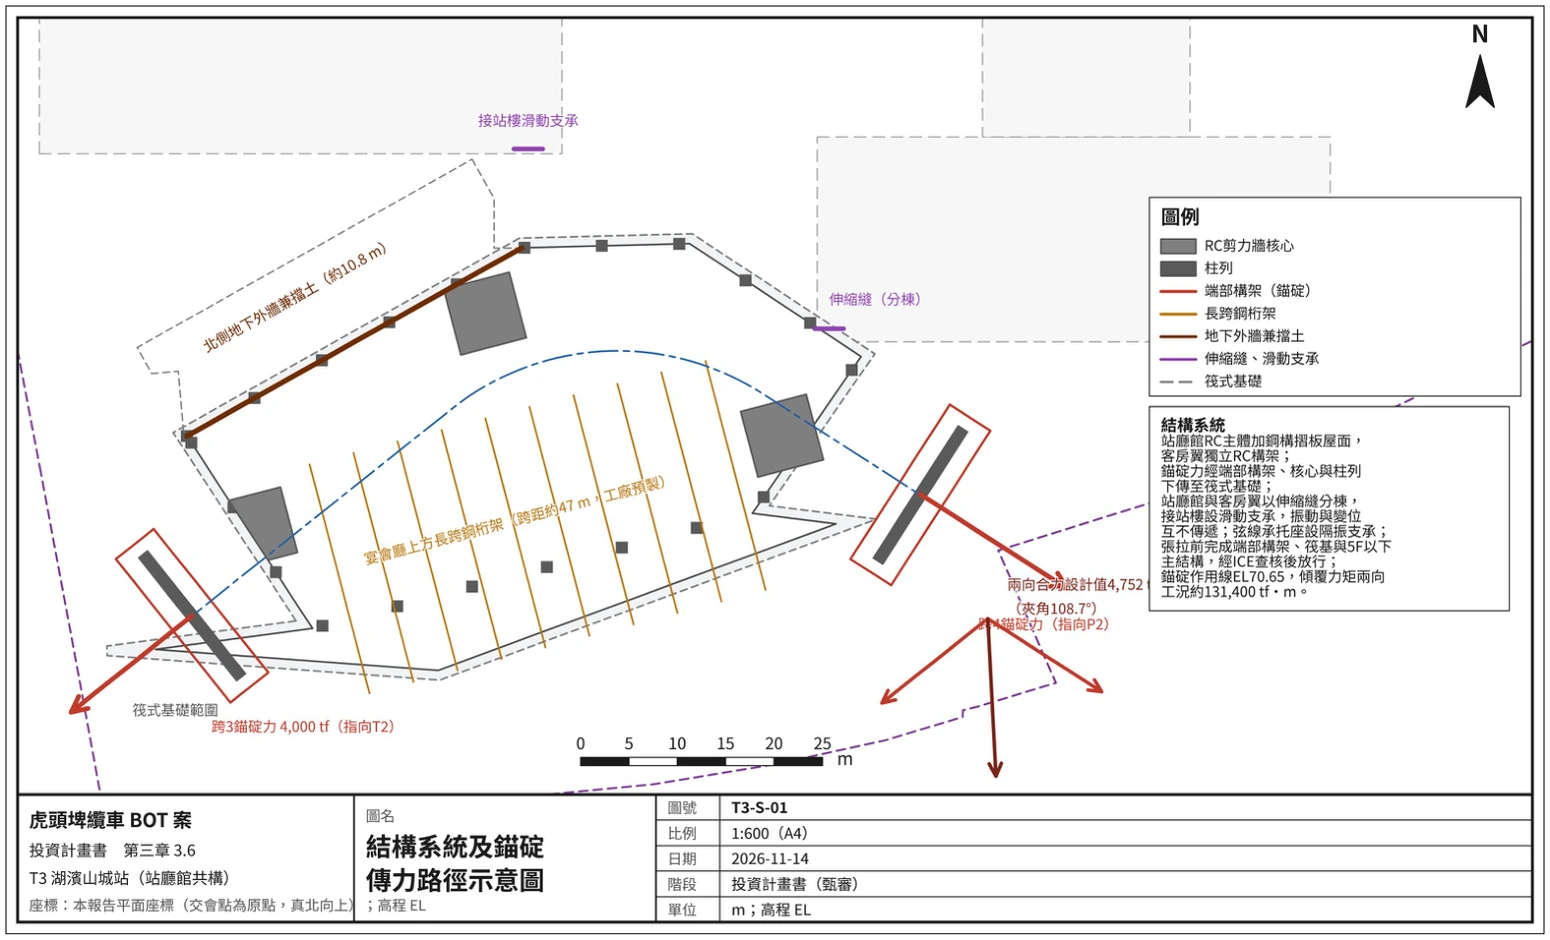 N
接站樓滑動支承
北側地下外牆兼擋土（約10.8 m）
伸縮縫（分棟）
宴會廳上方長跨鋼桁架（跨距約47 m，工廠預製）
圖例
RC剪力牆核心
柱列
端部構架（錨碇）
長跨鋼桁架
地下外牆兼擋土
伸縮縫、滑動支承
筏式基礎
結構系統
站廳館RC主體加鋼構摺板屋面，
客房翼獨立RC構架；
錨碇力經端部構架、核心與柱列
下傳至筏式基礎；
站廳館與客房翼以伸縮縫分棟，
接站樓設滑動支承，振動與變位
互不傳遞；弦線承托座設隔振支承；
張拉前完成端部構架、筏基與5F以下
主結構，經ICE查核後放行；
錨碇作用線EL70.65，傾覆力矩兩向
工況約131,400 tf・m。
兩向合力設計值4,752 t
（夾角108.7°）
跨4錨碇力（指向P2）
筏式基礎範圍
跨3錨碇力 4,000 tf（指向T2）
0 5 10 15 20 25 m
虎頭埤纜車 BOT 案
投資計畫書　第三章 3.6
T3 湖濱山城站（站廳館共構）
座標：本報告平面座標（交會點為原點，真北向上）；高程 EL
圖名
結構系統及錨碇
傳力路徑示意圖
圖號 T3-S-01
比例 1:600（A4）
日期 2026-11-14
階段 投資計畫書（甄審）
單位 m；高程 EL